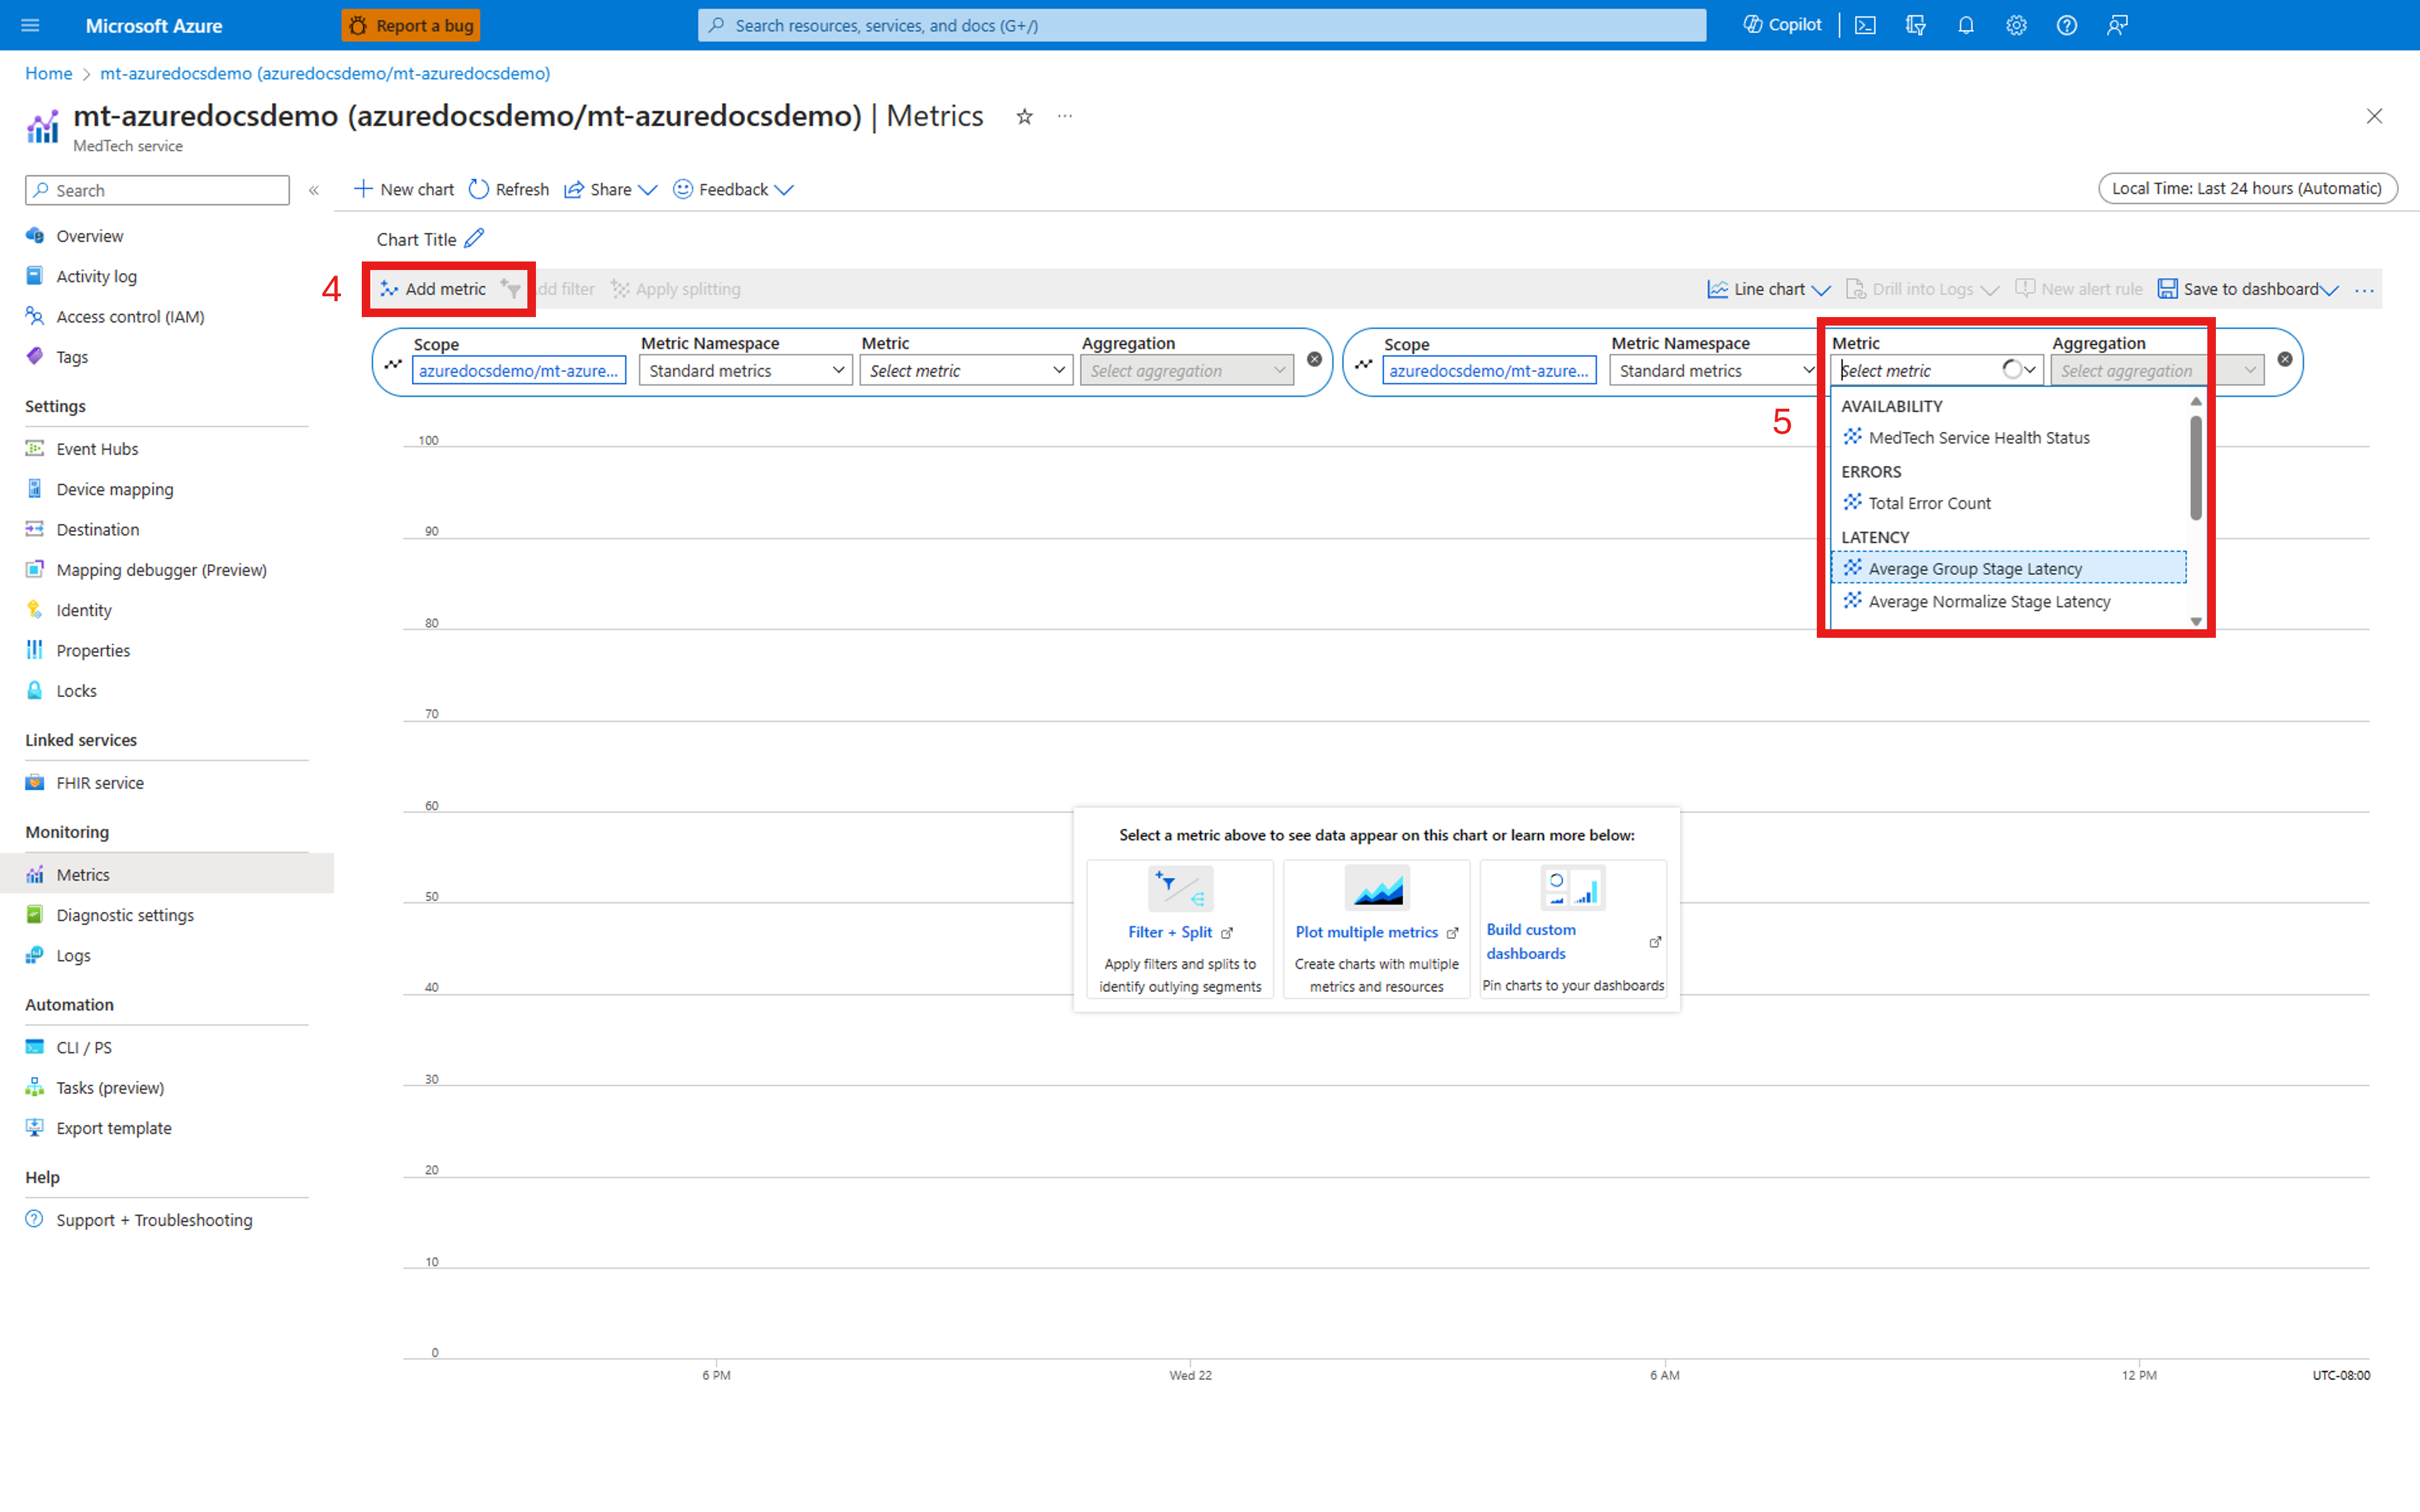 Microsoft Azure
Report a bug
Search resources, services, and docs (G+/)
Copilot
Home > mt-azuredocsdemo (azuredocsdemo/mt-azuredocsdemo)
mt-azuredocsdemo (azuredocsdemo/mt-azuredocsdemo) | Metrics
MedTech service
Search
New chart
Refresh
Share
Feedback
Local Time: Last 24 hours (Automatic)
Overview
Activity log
Access control (IAM)
Tags
Settings
Event Hubs
Device mapping
Destination
Mapping debugger (Preview)
Identity
Properties
Locks
Linked services
FHIR service
Monitoring
Metrics
Diagnostic settings
Logs
Automation
CLI / PS
Tasks (preview)
Export template
Help
Support + Troubleshooting
Chart Title
4
Add metric
dd filter
Apply splitting
Line chart
Drill into Logs
New alert rule
Save to dashboard
Scope
azuredocsdemo/mt-azure...
Metric Namespace
Standard metrics
Metric
Select metric
Aggregation
Select aggregation
Scope
azuredocsdemo/mt-azure...
Metric Namespace
Standard metrics
Metric
Select metric
Aggregation
Select aggregation
5
AVAILABILITY
MedTech Service Health Status
ERRORS
Total Error Count
LATENCY
Average Group Stage Latency
Average Normalize Stage Latency
100
90
80
70
60
50
40
30
20
10
0
Select a metric above to see data appear on this chart or learn more below:
Filter + Split
Apply filters and splits to
identify outlying segments
Plot multiple metrics
Create charts with multiple
metrics and resources
Build custom
dashboards
Pin charts to your dashboards
6 PM
Wed 22
6 AM
12 PM
UTC-08:00